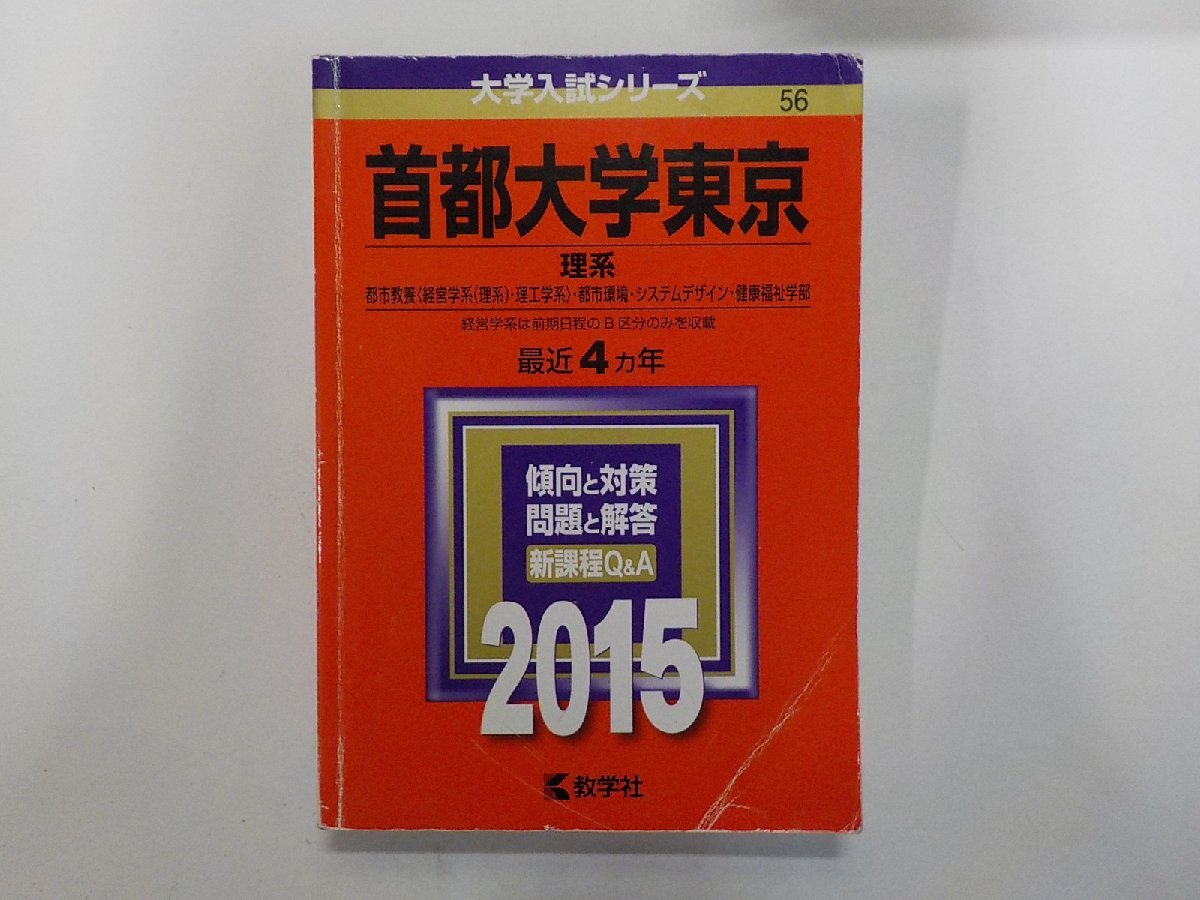 大学入試シリーズ
56
首都大学東京
理系
都市教養〈経営学系(理系)・理工学系〉・都市環境・システムデザイン・健康福祉学部
経営学系は前期日程のB区分のみを収載
最近4カ年
傾向と対策
問題と解答
新課程Q&A
2015
教学社